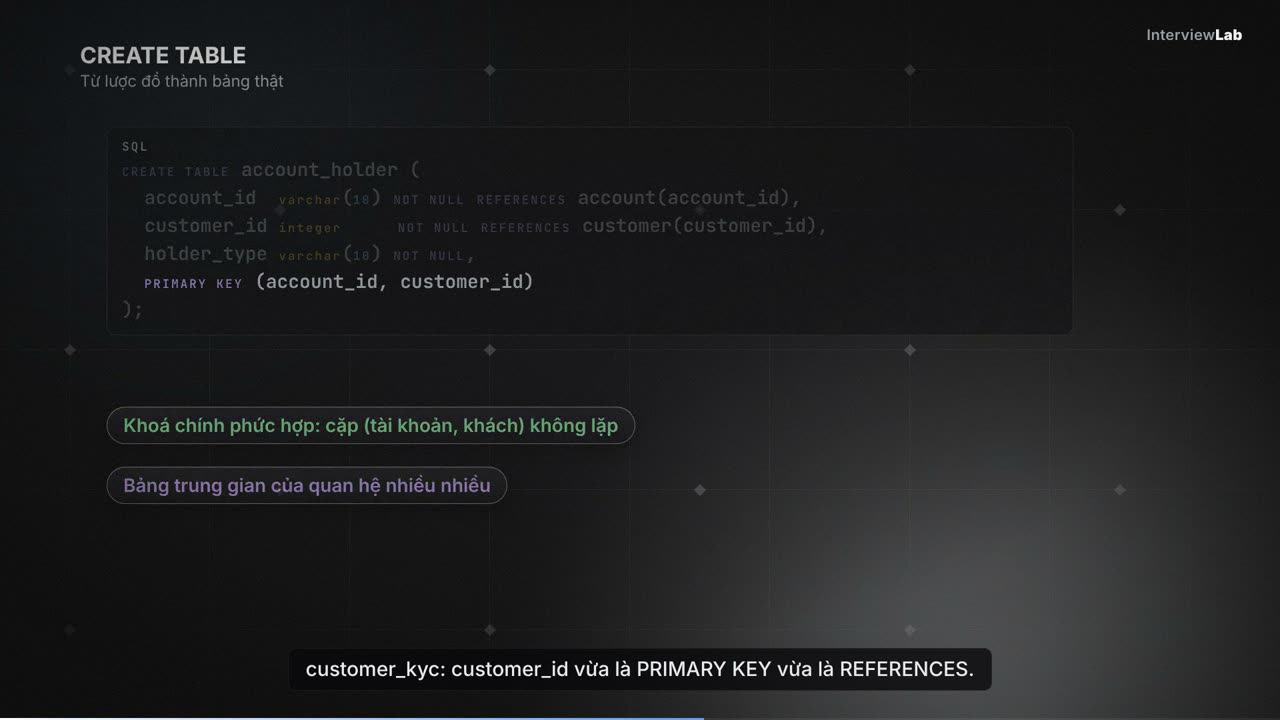 CREATE TABLE
InterviewLab
Từ lược đồ thành bảng thật
SQL
CREATE TABLE account_holder (
account_id varchar(10) NOT NULL REFERENCES account(account_id),
customer_id integer NOT NULL REFERENCES customer(customer_id),
holder_type varchar(10) NOT NULL,
PRIMARY KEY (account_id, customer_id)
);
Khoá chính phức hợp: cặp (tài khoản, khách) không lặp
Bảng trung gian của quan hệ nhiều nhiều
customer_kyc: customer_id vừa là PRIMARY KEY vừa là REFERENCES.